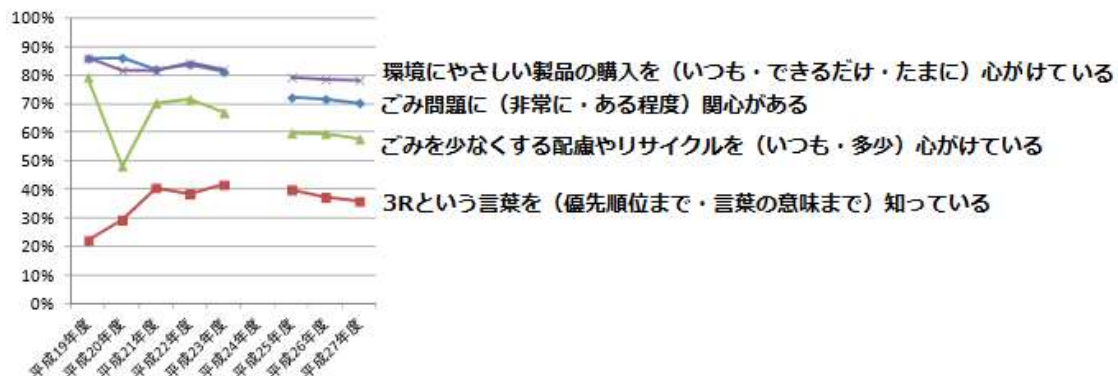 100%
90%
80%
70%
60%
50%
40%
30%
20%
10%
0%
平成19年度
平成20年度
平成21年度
平成22年度
平成23年度
平成24年度
平成25年度
平成26年度
平成27年度
環境にやさしい製品の購入を（いつも・できるだけ・たまに）心がけている
ごみ問題に（非常に・ある程度）関心がある
ごみを少なくする配慮やリサイクルを（いつも・多少）心がけている
3Rという言葉を（優先順位まで・言葉の意味まで）知っている